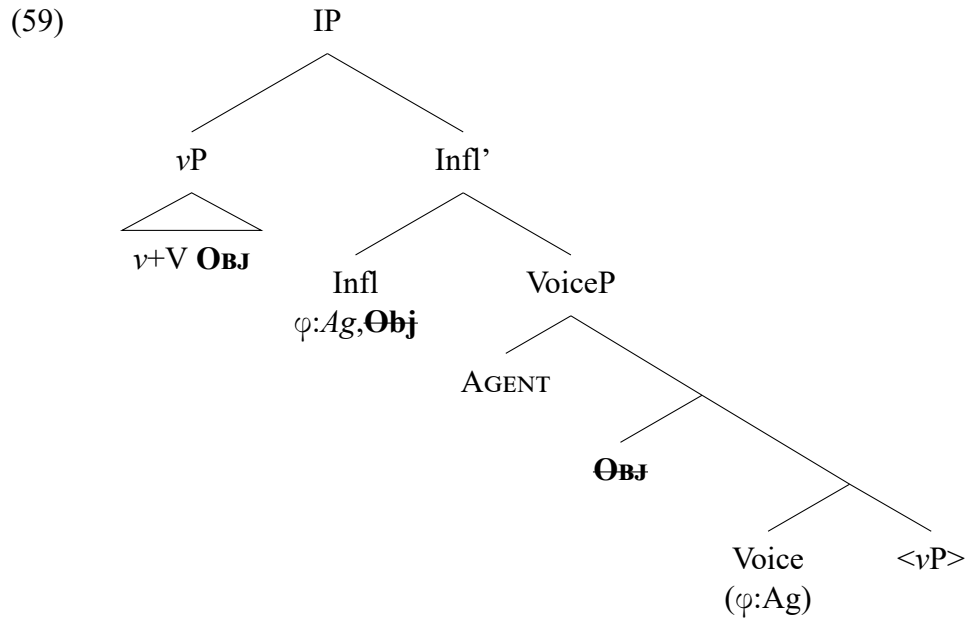 (59) IP
vP Infl’
v+V OBJ Infl VoiceP
φ:Ag,Obj
AGENT
OBJ
Voice <vP>
(φ:Ag)